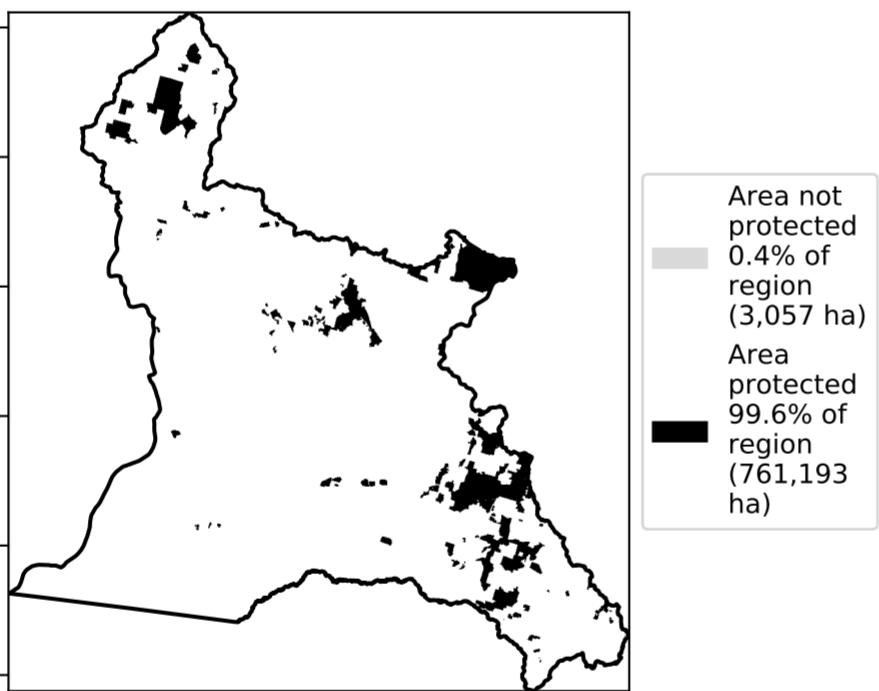 Area not
protected
0.4% of
region
(3,057 ha)
Area
protected
99.6% of
region
(761,193
ha)